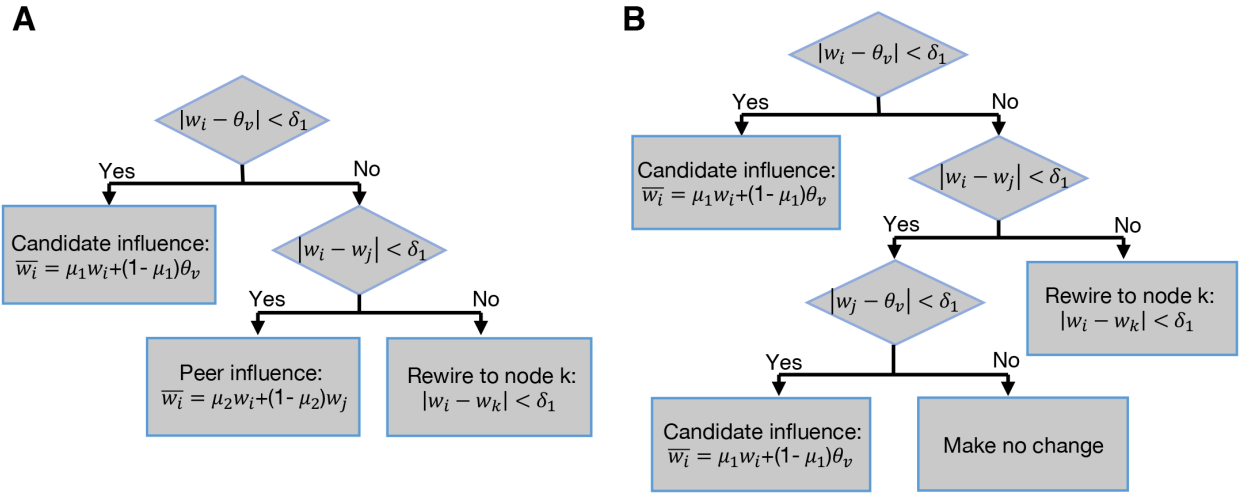 A
|w_i − θ_v| < δ_1
Yes
No
Candidate influence:
w̅_i̅ = μ_1w_i+(1- μ_1)θ_v
|w_i − w_j| < δ_1
Yes
No
Peer influence:
w̅_i̅ = μ_2w_i+(1- μ_2)w_j
Rewire to node k:
|w_i − w_k| < δ_1
B
|w_i − θ_v| < δ_1
Yes
No
Candidate influence:
w̅_i̅ = μ_1w_i+(1- μ_1)θ_v
|w_i − w_j| < δ_1
Yes
No
|w_j − θ_v| < δ_1
Rewire to node k:
|w_i − w_k| < δ_1
Yes
No
Candidate influence:
w̅_i̅ = μ_1w_i+(1- μ_1)θ_v
Make no change